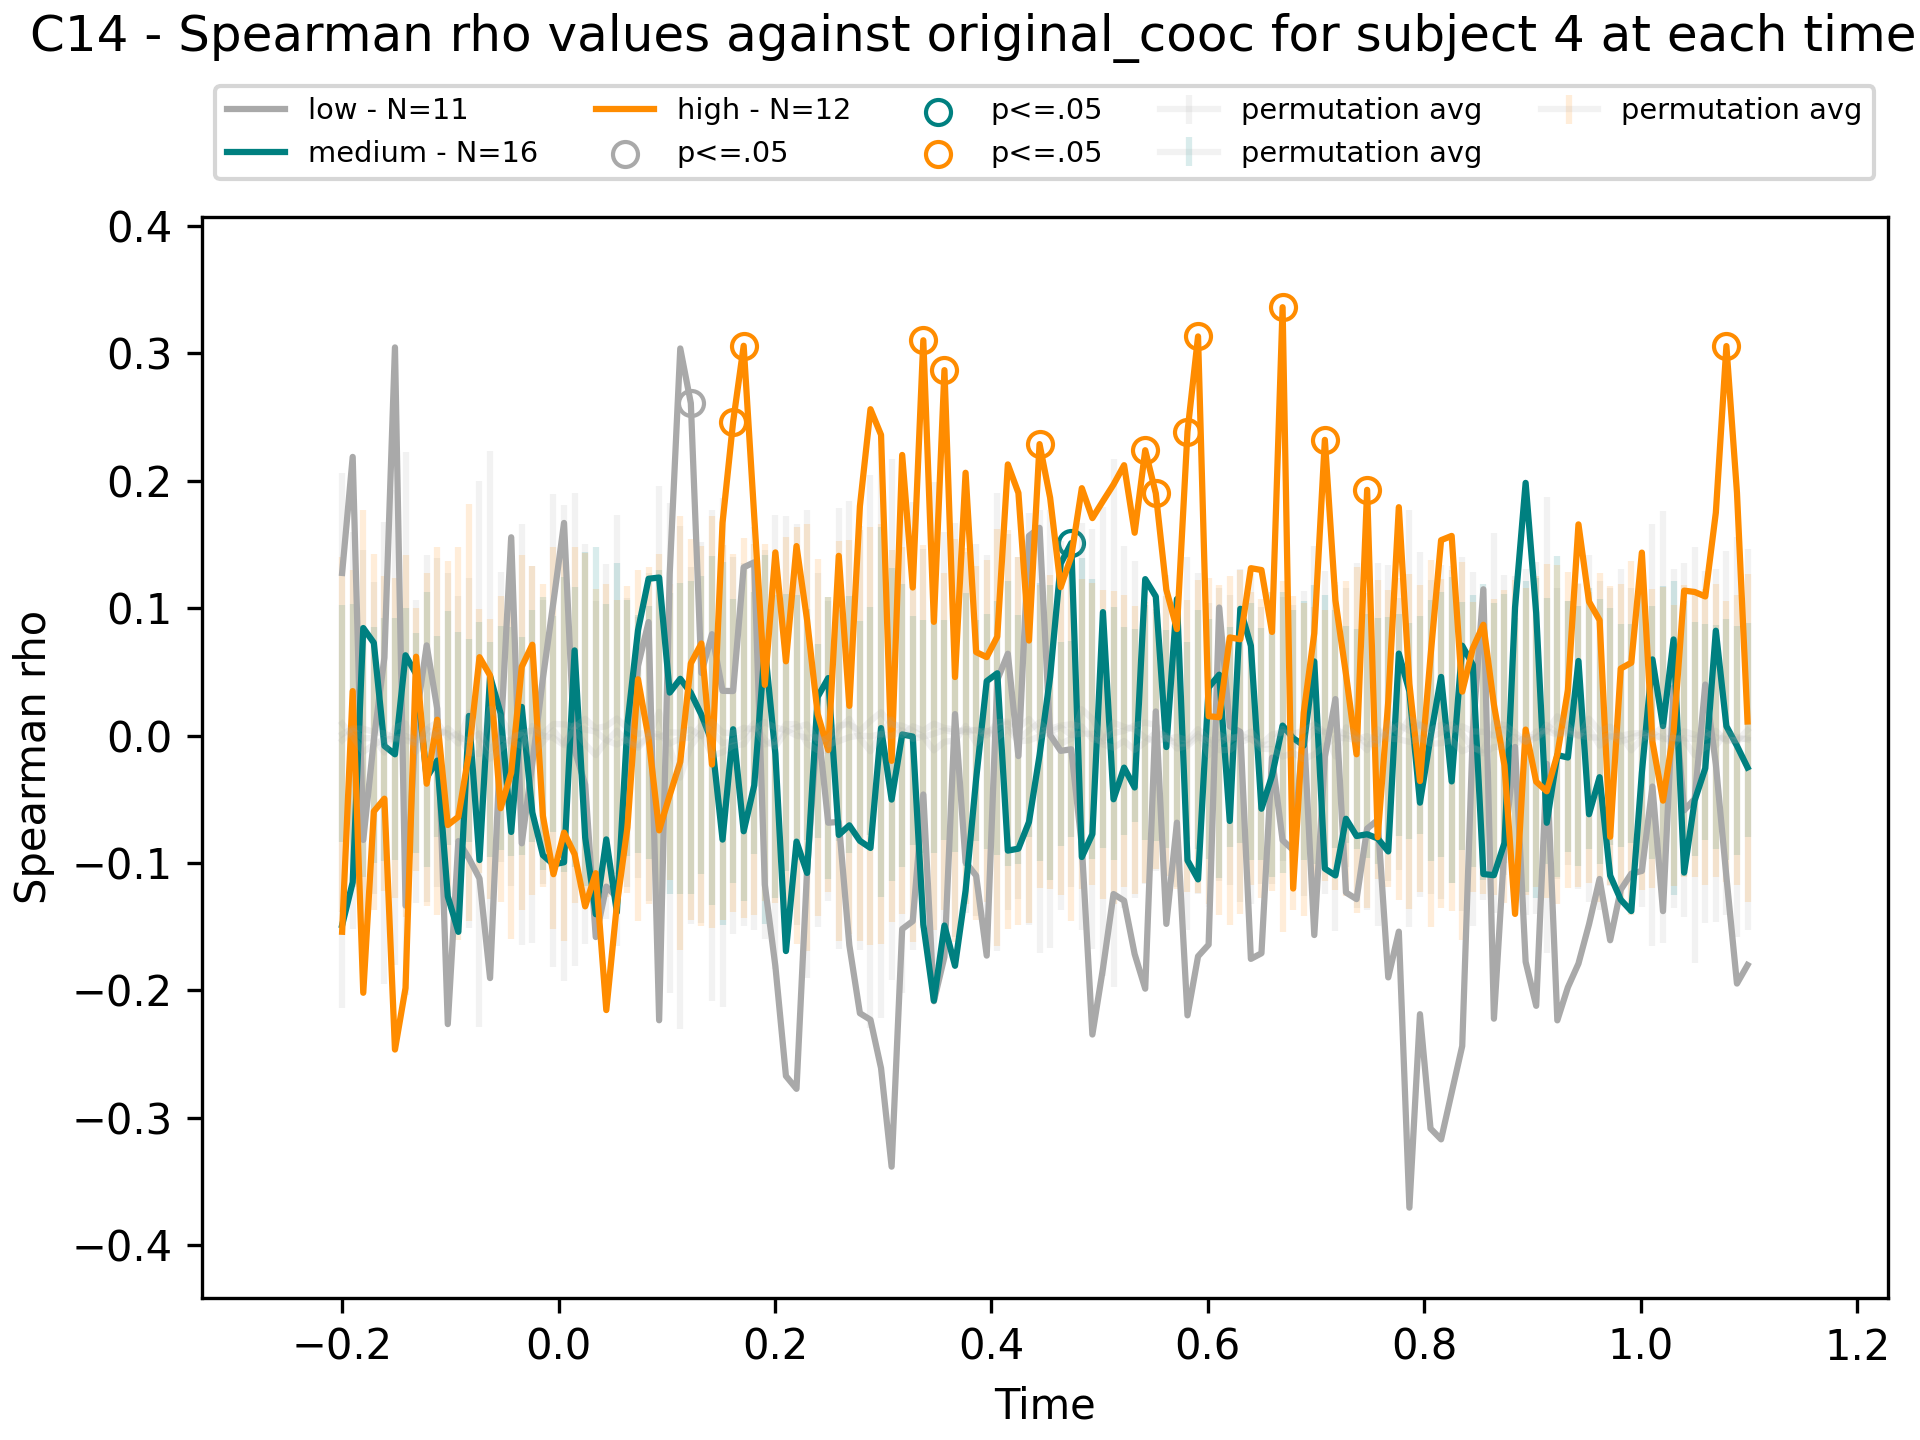 C14 - Spearman rho values against original_cooc for subject 4 at each time
low - N=11
medium - N=16
high - N=12
p<=.05
p<=.05
p<=.05
permutation avg
permutation avg
permutation avg
Spearman rho
0.4
0.3
0.2
0.1
0.0
−0.1
−0.2
−0.3
−0.4
−0.2 0.0 0.2 0.4 0.6 0.8 1.0 1.2
Time